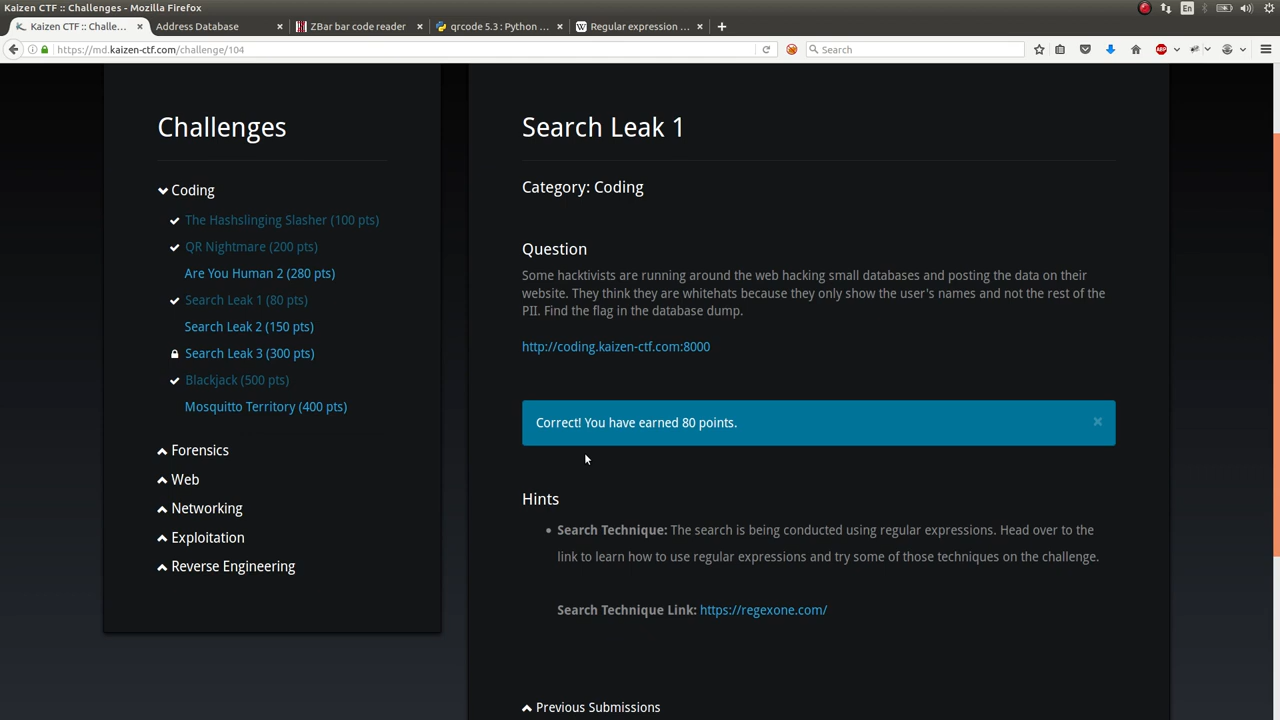 Kaizen CTF :: Challenges - Mozilla Firefox
En
Kaizen CTF :: Challe... ×
Address Database ×
ZBar bar code reader ×
qrcode 5.3 : Python ... ×
Regular expression ... ×
https://md.kaizen-ctf.com/challenge/104
Search
ABP
Challenges
Coding
The Hashslinging Slasher (100 pts)
QR Nightmare (200 pts)
Are You Human 2 (280 pts)
Search Leak 1 (80 pts)
Search Leak 2 (150 pts)
Search Leak 3 (300 pts)
Blackjack (500 pts)
Mosquitto Territory (400 pts)
Forensics
Web
Networking
Exploitation
Reverse Engineering
Search Leak 1
Category: Coding
Question
Some hacktivists are running around the web hacking small databases and posting the data on their
website. They think they are whitehats because they only show the user's names and not the rest of the
PII. Find the flag in the database dump.
http://coding.kaizen-ctf.com:8000
Correct! You have earned 80 points. ×
Hints
• Search Technique: The search is being conducted using regular expressions. Head over to the
link to learn how to use regular expressions and try some of those techniques on the challenge.
Search Technique Link: https://regexone.com/
Previous Submissions